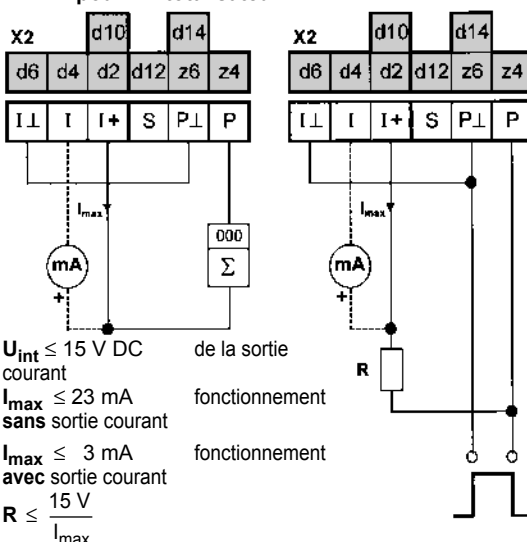 X2 d10 d14
d6 d4 d2 d12 z6 z4
I⊥ I I+ S P⊥ P
Imax
000
Σ
mA
+
X2 d10 d14
d6 d4 d2 d12 z6 z4
I⊥ I I+ S P⊥ P
Imax
mA
+
R
Uint ≤ 15 V DC de la sortie
courant
Imax ≤ 23 mA fonctionnement
sans sortie courant
Imax ≤ 3 mA fonctionnement
avec sortie courant
R ≤ 15 V
Imax